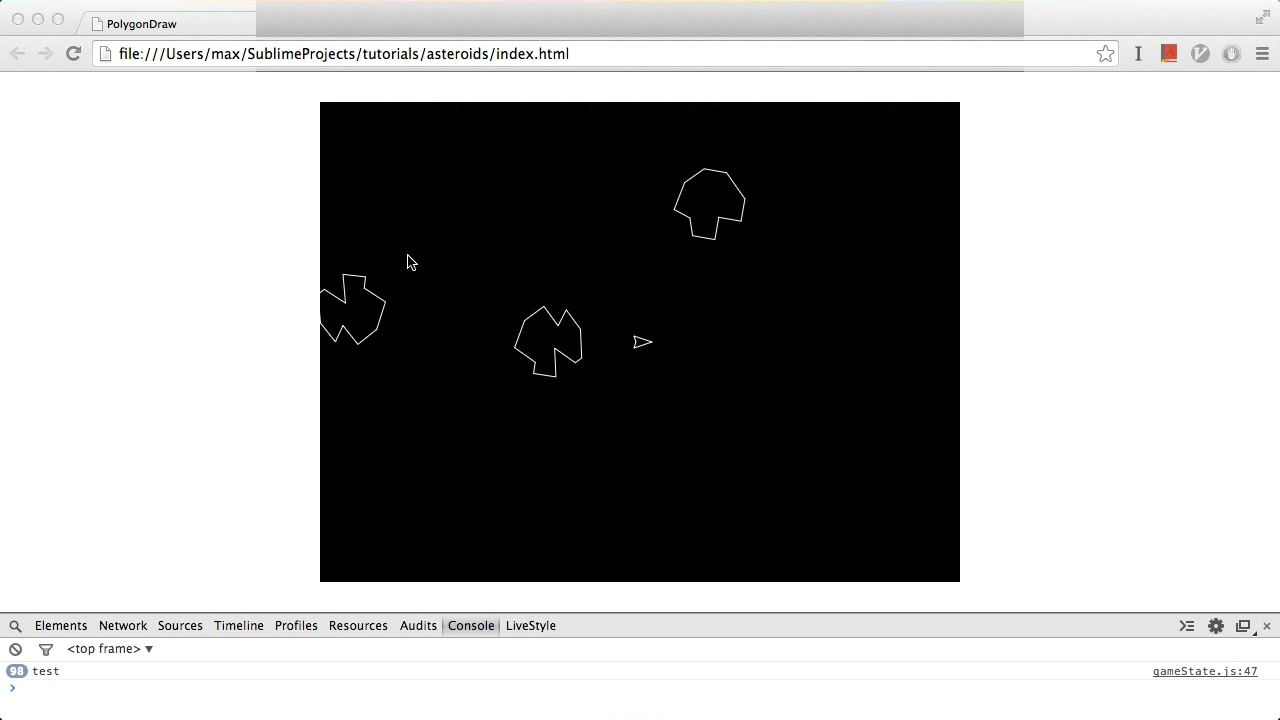 PolygonDraw
file:///Users/max/SublimeProjects/tutorials/asteroids/index.html
Elements Network Sources Timeline Profiles Resources Audits Console LiveStyle
<top frame>
98 test gameState.js:47